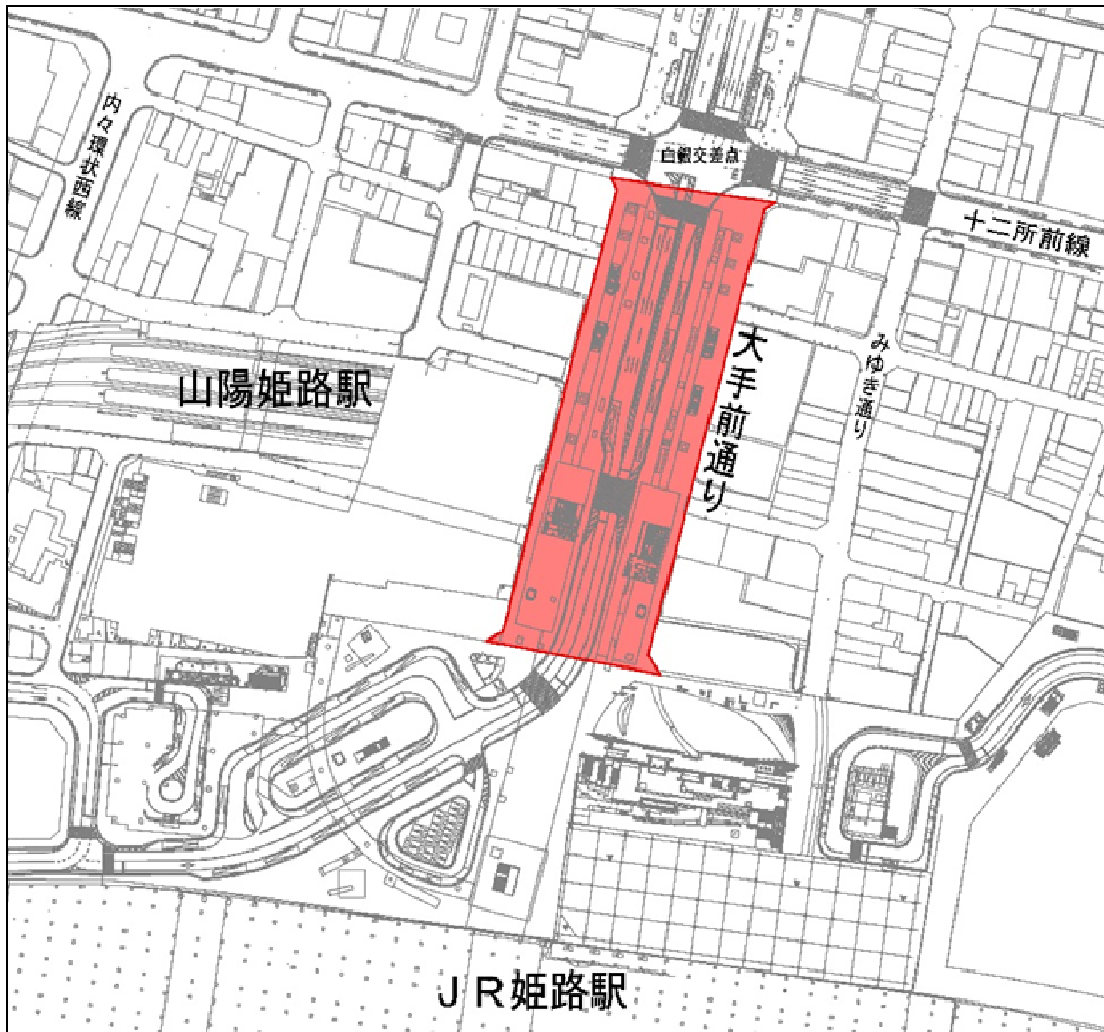 内々環状西線
白銀交差点
十二所前線
大手前通り
みゆき通り
山陽姫路駅
JR姫路駅